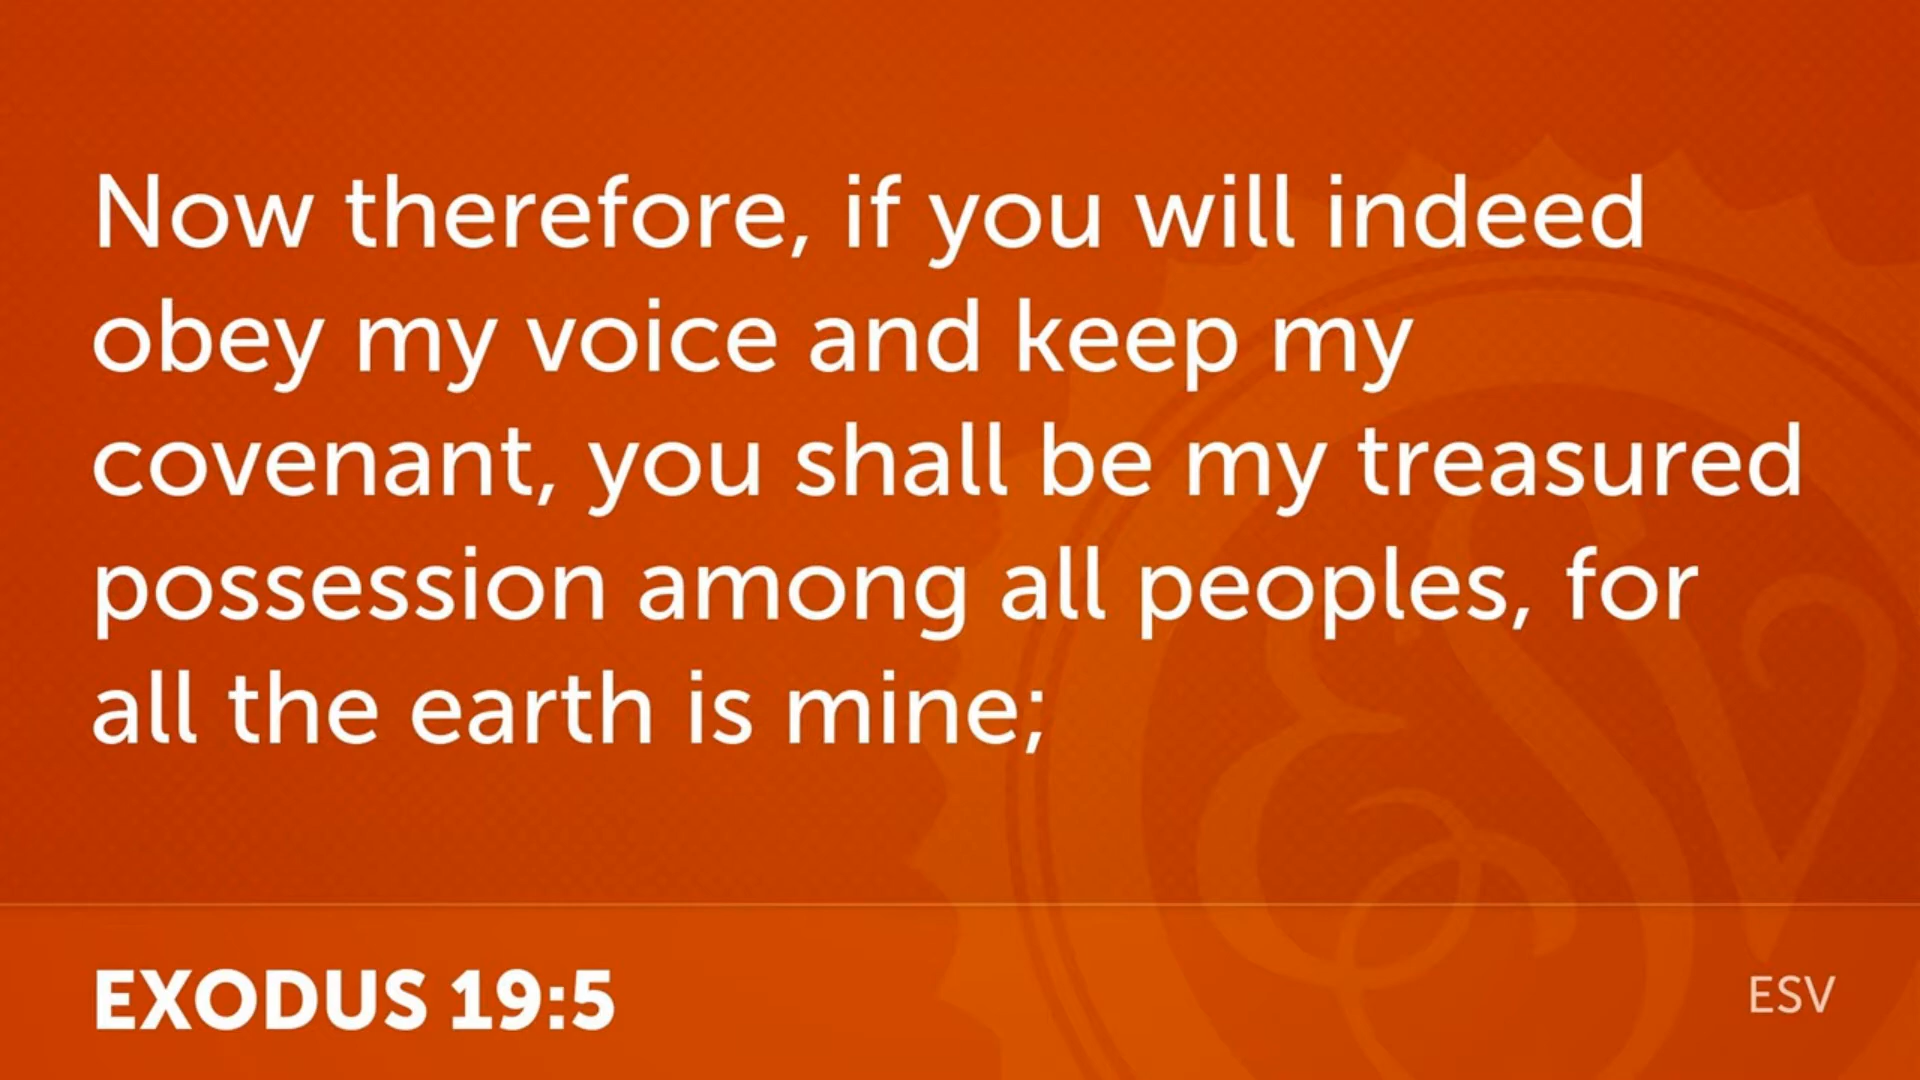 Now therefore, if you will indeed
obey my voice and keep my
covenant, you shall be my treasured
possession among all peoples, for
all the earth is mine;
EXODUS 19:5
ESV
ESV